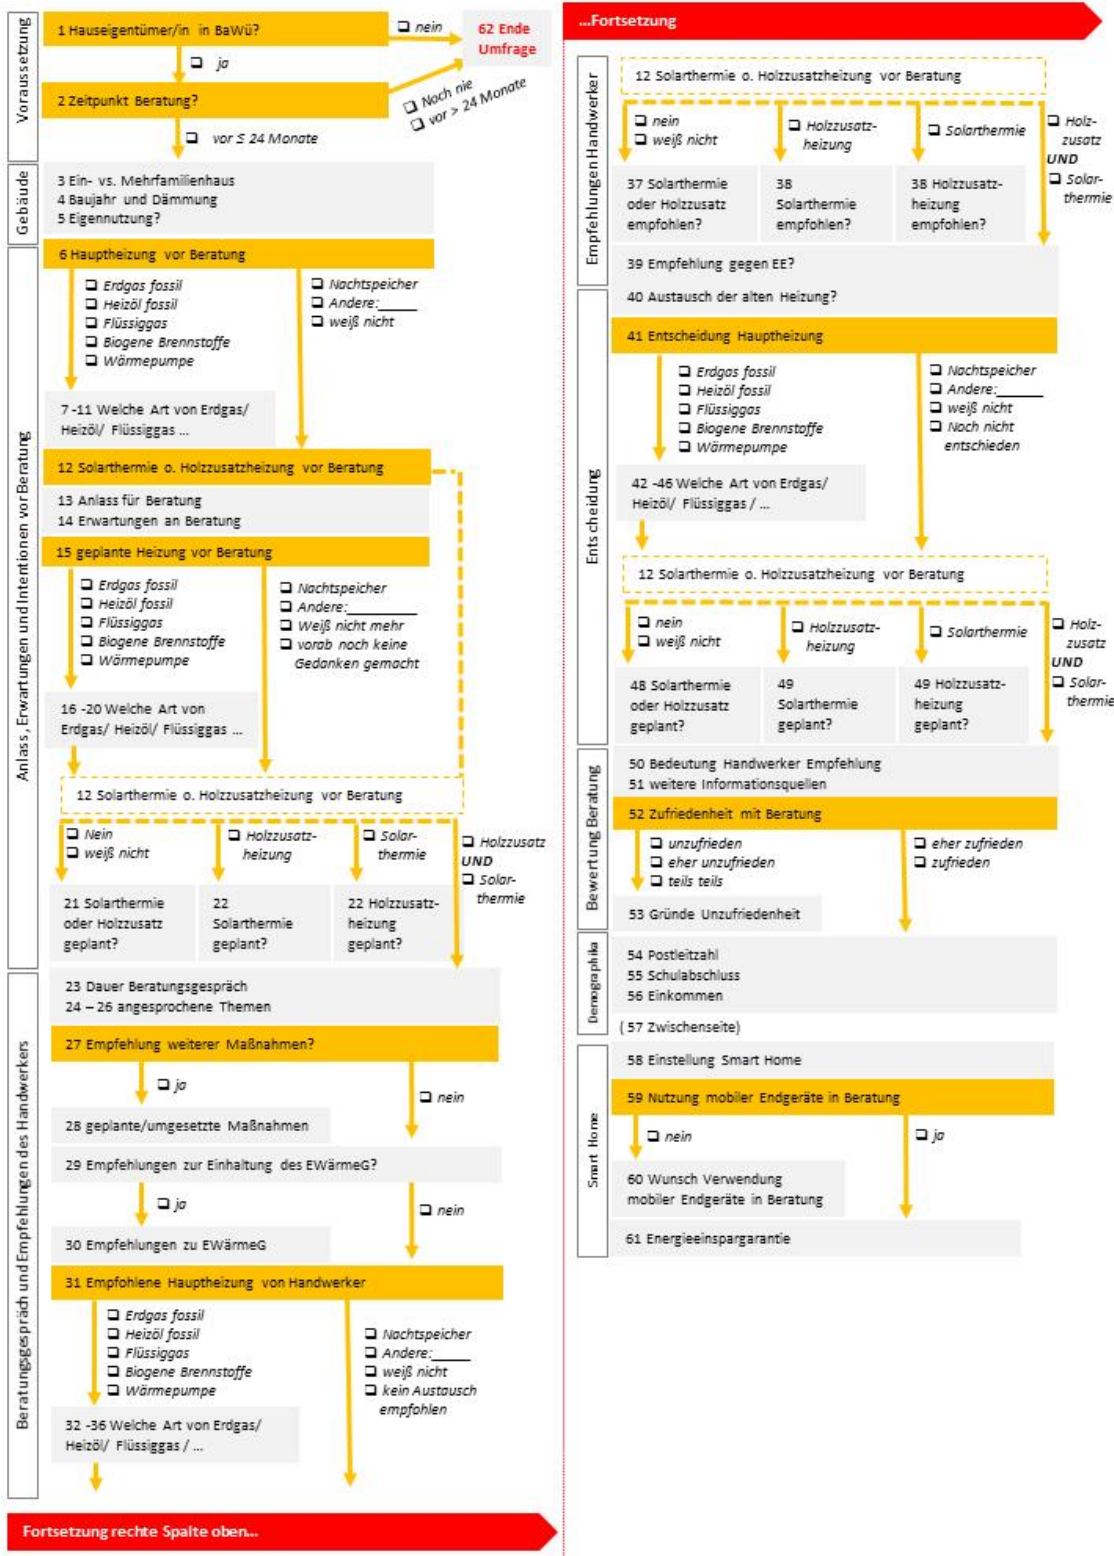 Voraussetzung
1 Hauseigentümer/in in BaWü?
❑ nein
62 Ende
Umfrage
❑ ja
2 Zeitpunkt Beratung?
❑ Noch nie
❑ vor > 24 Monate
❑ vor ≤ 24 Monate
Gebäude
3 Ein- vs. Mehrfamilienhaus
4 Baujahr und Dämmung
5 Eigennutzung?
Anlass, Erwartungen und Intentionen vor Beratung
6 Hauptheizung vor Beratung
❑ Erdgas fossil
❑ Heizöl fossil
❑ Flüssiggas
❑ Biogene Brennstoffe
❑ Wärmepumpe
❑ Nachtspeicher
❑ Andere:_____
❑ weiß nicht
7 -11 Welche Art von Erdgas/
Heizöl/ Flüssiggas ...
12 Solarthermie o. Holzzusatzheizung vor Beratung
13 Anlass für Beratung
14 Erwartungen an Beratung
15 geplante Heizung vor Beratung
❑ Erdgas fossil
❑ Heizöl fossil
❑ Flüssiggas
❑ Biogene Brennstoffe
❑ Wärmepumpe
❑ Nachtspeicher
❑ Andere:_________
❑ Weiß nicht mehr
❑ vorab noch keine
Gedanken gemacht
16 -20 Welche Art von
Erdgas/ Heizöl/ Flüssiggas ...
12 Solarthermie o. Holzzusatzheizung vor Beratung
❑ Nein
❑ weiß nicht
❑ Holzzusatz-
heizung
❑ Solar-
thermie
❑ Holzzusatz
UND
❑ Solar-
thermie
21 Solarthermie
oder Holzzusatz
geplant?
22
Solarthermie
geplant?
22 Holzzusatz-
heizung
geplant?
Beratungsgespräch und Empfehlungen des Handwerkers
23 Dauer Beratungsgespräch
24 – 26 angesprochene Themen
27 Empfehlung weiterer Maßnahmen?
❑ ja
❑ nein
28 geplante/umgesetzte Maßnahmen
29 Empfehlungen zur Einhaltung des EWärmeG?
❑ ja
❑ nein
30 Empfehlungen zu EWärmeG
31 Empfohlene Hauptheizung von Handwerker
❑ Erdgas fossil
❑ Heizöl fossil
❑ Flüssiggas
❑ Biogene Brennstoffe
❑ Wärmepumpe
❑ Nachtspeicher
❑ Andere:_____
❑ weiß nicht
❑ kein Austausch
empfohlen
32 -36 Welche Art von Erdgas/
Heizöl/ Flüssiggas / ...
Fortsetzung rechte Spalte oben...
...Fortsetzung
Empfehlungen Handwerker
12 Solarthermie o. Holzzusatzheizung vor Beratung
❑ nein
❑ weiß nicht
❑ Holzzusatz-
heizung
❑ Solarthermie
❑ Holz-
zusatz
UND
❑ Solar-
thermie
37 Solarthermie
oder Holzzusatz
empfohlen?
38
Solarthermie
empfohlen?
38 Holzzusatz-
heizung
empfohlen?
39 Empfehlung gegen EE?
Entscheidung
40 Austausch der alten Heizung?
41 Entscheidung Hauptheizung
❑ Erdgas fossil
❑ Heizöl fossil
❑ Flüssiggas
❑ Biogene Brennstoffe
❑ Wärmepumpe
❑ Nachtspeicher
❑ Andere:______
❑ weiß nicht
❑ Noch nicht
entschieden
42 -46 Welche Art von Erdgas/
Heizöl/ Flüssiggas / ...
12 Solarthermie o. Holzzusatzheizung vor Beratung
❑ nein
❑ weiß nicht
❑ Holzzusatz-
heizung
❑ Solarthermie
❑ Holz-
zusatz
UND
❑ Solar-
thermie
48 Solarthermie
oder Holzzusatz
geplant?
49
Solarthermie
geplant?
49 Holzzusatz-
heizung
geplant?
Bewertung Beratung
50 Bedeutung Handwerker Empfehlung
51 weitere Informationsquellen
52 Zufriedenheit mit Beratung
❑ unzufrieden
❑ eher unzufrieden
❑ teils teils
❑ eher zufrieden
❑ zufrieden
53 Gründe Unzufriedenheit
Demographika
54 Postleitzahl
55 Schulabschluss
56 Einkommen
( 57 Zwischenseite)
Smart Home
58 Einstellung Smart Home
59 Nutzung mobiler Endgeräte in Beratung
❑ nein
❑ ja
60 Wunsch Verwendung
mobiler Endgeräte in Beratung
61 Energieeinspargarantie